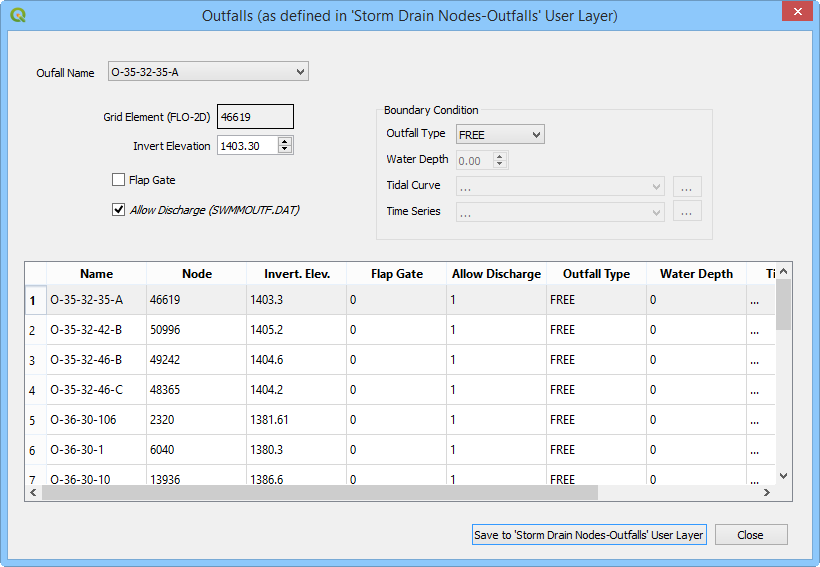 Outfalls (as defined in 'Storm Drain Nodes-Outfalls' User Layer)
Oufall Name O-35-32-35-A
Grid Element (FLO-2D) 46619
Invert Elevation 1403.30
Flap Gate
Allow Discharge (SWMMOUTF.DAT)
Boundary Condition
Outfall Type FREE
Water Depth 0.00
Tidal Curve ... ...
Time Series ... ...
Name Node Invert. Elev. Flap Gate Allow Discharge Outfall Type Water Depth Ti
1 O-35-32-35-A 46619 1403.3 0 1 FREE 0 ...
2 O-35-32-42-B 50996 1405.2 0 1 FREE 0 ...
3 O-35-32-46-B 49242 1404.6 0 1 FREE 0 ...
4 O-35-32-46-C 48365 1404.2 0 1 FREE 0 ...
5 O-36-30-106 2320 1381.61 0 1 FREE 0 ...
6 O-36-30-1 6040 1380.3 0 1 FREE 0 ...
7 O-36-30-10 13936 1386.6 0 1 FREE 0 ...
Save to 'Storm Drain Nodes-Outfalls' User Layer Close